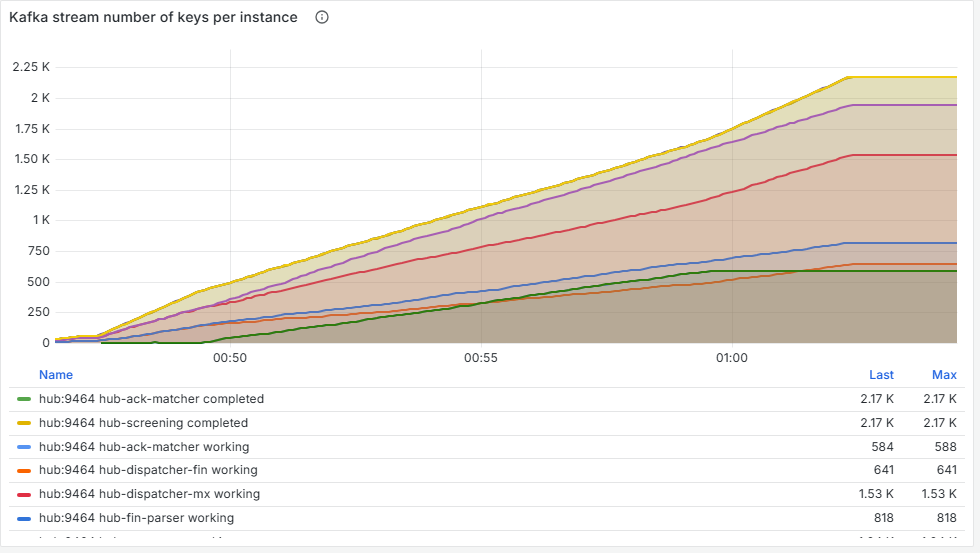 Kafka stream number of keys per instance
2.25 K
2 K
1.75 K
1.50 K
1.25 K
1 K
750
500
250
0
00:50 00:55 01:00
Name Last Max
hub:9464 hub-ack-matcher completed 2.17 K 2.17 K
hub:9464 hub-screening completed 2.17 K 2.17 K
hub:9464 hub-ack-matcher working 584 588
hub:9464 hub-dispatcher-fin working 641 641
hub:9464 hub-dispatcher-mx working 1.53 K 1.53 K
hub:9464 hub-fin-parser working 818 818